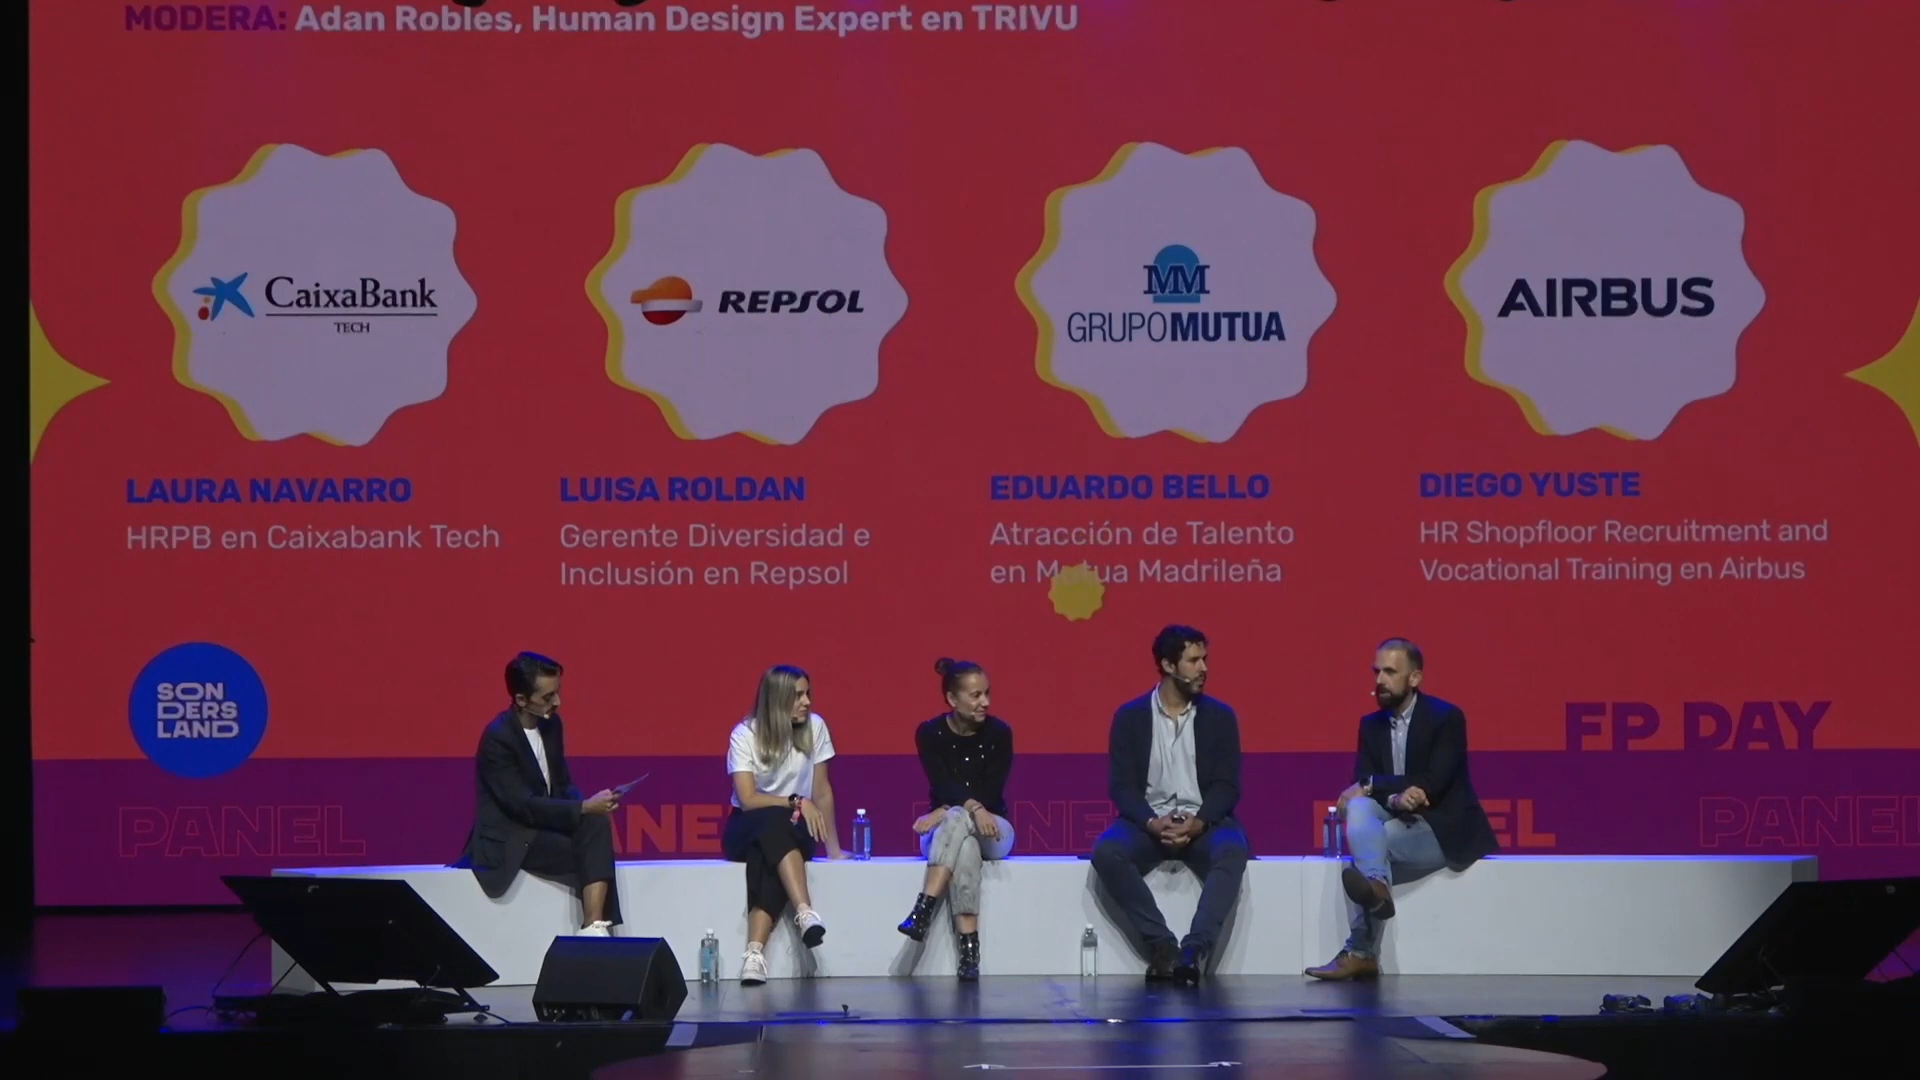 MODERA: Adan Robles, Human Design Expert en TRIVU
CaixaBank
TECH
REPSOL
MM
GRUPOMUTUA
AIRBUS
LAURA NAVARRO
HRPB en Caixabank Tech
LUISA ROLDAN
Gerente Diversidad e
Inclusión en Repsol
EDUARDO BELLO
Atracción de Talento
en Mutua Madrileña
DIEGO YUSTE
HR Shopfloor Recruitment and
Vocational Training en Airbus
SON
DERS
LAND
FP DAY
PANEL
PANEL